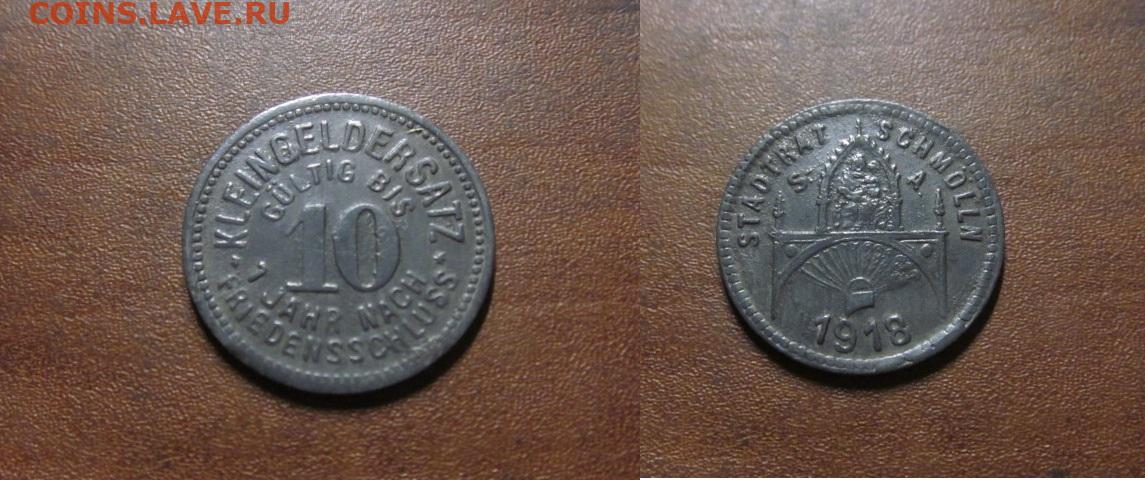 COINS.LAVE.RU
* KLEINGELDERSATZ *
GÜLTIG BIS
10
1 JAHR NACH
FRIEDENSSCHLUSS
STADTRAT SCHMÖLLN
S. A
1918